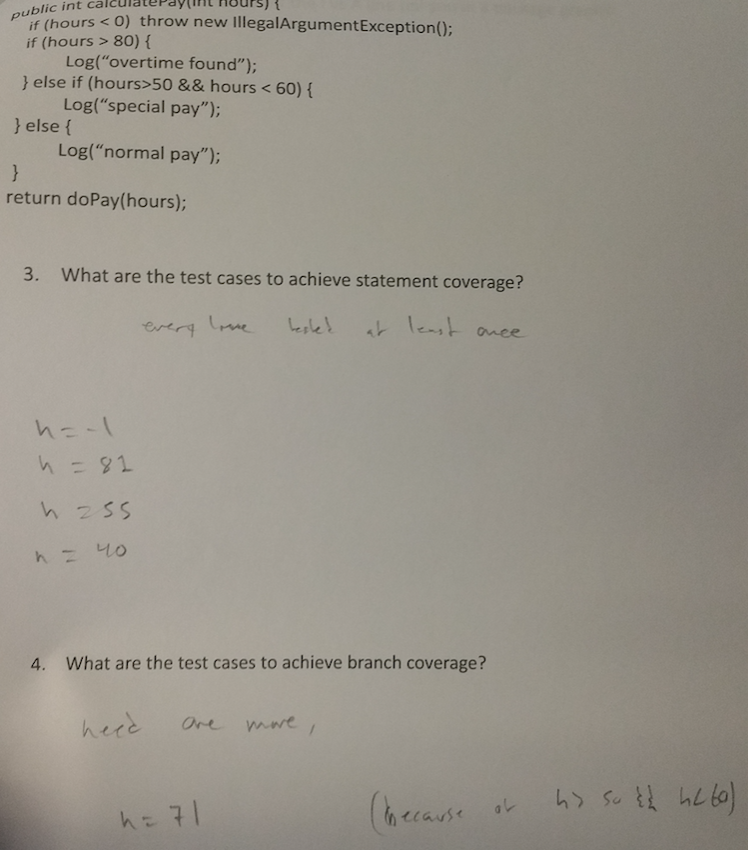 public int calculatePay(int hours) {
if (hours < 0) throw new IllegalArgumentException();
if (hours > 80) {
Log("overtime found");
} else if (hours>50 && hours < 60) {
Log("special pay");
} else {
Log("normal pay");
}
return doPay(hours);
3. What are the test cases to achieve statement coverage?
every line tested at least once
h = -1
h = 81
h = 55
h = 40
4. What are the test cases to achieve branch coverage?
need one more,
h = 71 (because of h> 50 && h<60)